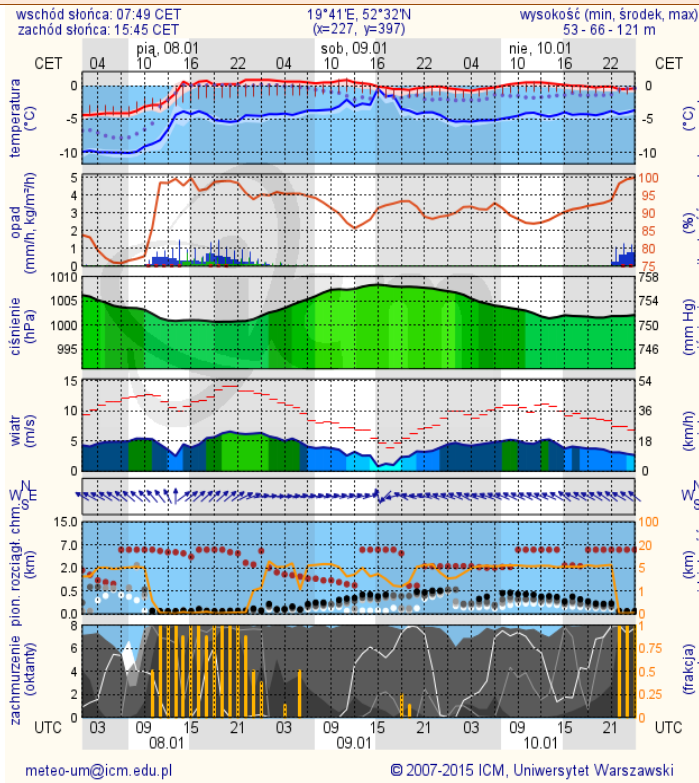 wschód słońca: 07:49 CET
zachód słońca: 15:45 CET
19°41'E, 52°32'N
(x=227, y=397)
wysokość (min, środek, max)
53 - 66 - 121 m
pią, 08.01 sob, 09.01 nie, 10.01
CET 04 10 16 22 04 10 16 22 04 10 16 22 CET
temperatura
(°C)
0
-5
-10
0
-5
-10
(°C)
opad
(mm/h, kg/m²/h)
5
4
3
2
1
0
100
95
90
85
80
75
(%)
ciśnienie
(hPa)
1010
1005
1000
995
758
754
750
746
(mm Hg)
wiatr
(m/s)
15
10
5
0
54
36
18
0
(km/h)
N
W E
S
N
W E
S
pion. rozciągł. chm.
(km)
15.0
7.0
2.0
0.5
0.0
100
20
5
1
0
(km)
zachmurzenie
(oktanty)
8
6
4
2
0
1
0.75
0.5
0.25
0
(frakcja)
UTC 03 09 15 21 03 09 15 21 03 09 15 21 UTC
08.01 09.01 10.01
meteo-um@icm.edu.pl
© 2007-2015 ICM, Uniwersytet Warszawski